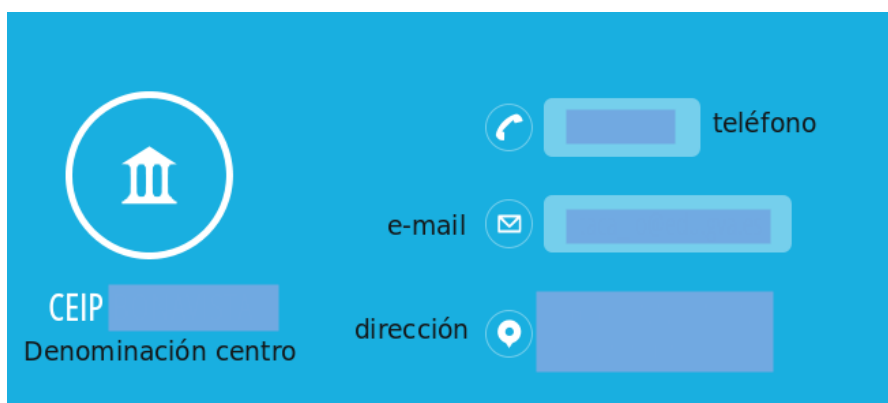 teléfono
e-mail
CEIP
Denominación centro
dirección